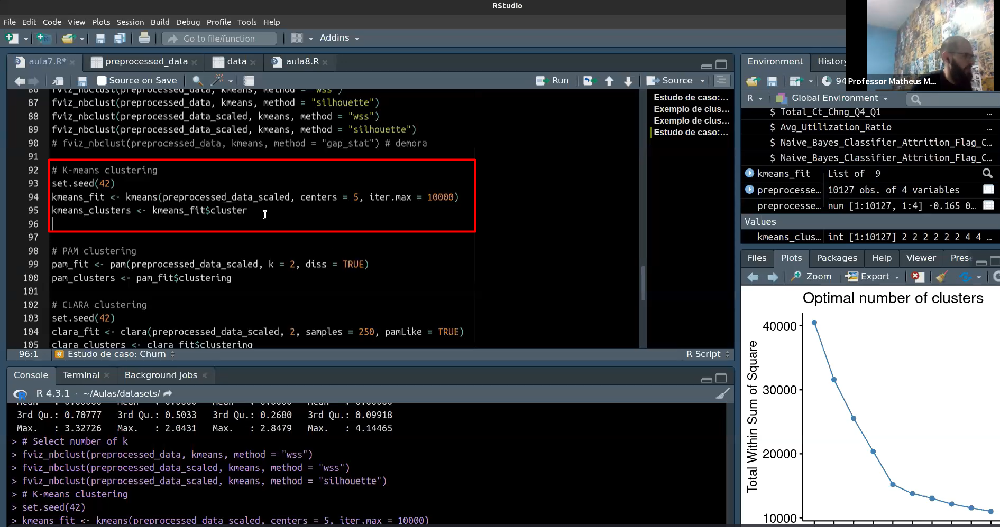 RStudio
File Edit Code View Plots Session Build Debug Profile Tools Help
Go to file/function
Addins
aula7.R*
preprocessed_data
data
aula8.R
Source on Save
Run
Source
86 fviz_nbclust(preprocessed_data, kmeans, method = "wss")
87 fviz_nbclust(preprocessed_data, kmeans, method = "silhouette")
88 fviz_nbclust(preprocessed_data_scaled, kmeans, method = "wss")
89 fviz_nbclust(preprocessed_data_scaled, kmeans, method = "silhouette")
90 # fviz_nbclust(preprocessed_data, kmeans, method = "gap_stat") # demora
91
92 # K-means clustering
93 set.seed(42)
94 kmeans_fit <- kmeans(preprocessed_data_scaled, centers = 5, iter.max = 10000)
95 kmeans_clusters <- kmeans_fit$cluster
96
97
98 # PAM clustering
99 pam_fit <- pam(preprocessed_data_scaled, k = 2, diss = TRUE)
100 pam_clusters <- pam_fit$clustering
101
102 # CLARA clustering
103 set.seed(42)
104 clara_fit <- clara(preprocessed_data_scaled, 2, samples = 250, pamLike = TRUE)
105 clara_clusters <- clara_fit$clustering
Estudo de caso:...
Exemplo de clus...
Exemplo de clus...
Estudo de caso:...
96:1
# Estudo de caso: Churn
R Script
Console
Terminal
Background Jobs
R 4.3.1 · ~/Aulas/datasets/
Mean : 0.00000 Mean : 0.0000 Mean : 0.0000 Mean : 0.00000
3rd Qu.: 0.70777 3rd Qu.: 0.5033 3rd Qu.: 0.2680 3rd Qu.: 0.09918
Max. : 3.32726 Max. : 2.0431 Max. : 2.8479 Max. : 4.14465
> # Select number of k
> fviz_nbclust(preprocessed_data, kmeans, method = "wss")
> fviz_nbclust(preprocessed_data_scaled, kmeans, method = "wss")
> fviz_nbclust(preprocessed_data_scaled, kmeans, method = "silhouette")
> # K-means clustering
> set.seed(42)
> kmeans_fit <- kmeans(preprocessed_data_scaled, centers = 5, iter.max = 10000)
Professor Matheus M...
Environment
History
94
R
Global Environment
$ Total_Ct_Chng_Q4_Q1 ...
$ Avg_Utilization_Ratio ...
$ Naive_Bayes_Classifier_Attrition_Flag_C...
$ Naive_Bayes_Classifier_Attrition_Flag_C...
kmeans_fit List of 9
preprocesse... 10127 obs. of 4 variables
preprocesse... num [1:10127, 1:4] -0.165 0...
Values
kmeans_clus... int [1:10127] 2 2 2 2 2 2 4 4 ...
Files
Plots
Packages
Help
Viewer
Pres
Zoom
Export
Optimal number of clusters
Total Within Sum of Square
40000
30000
20000
10000